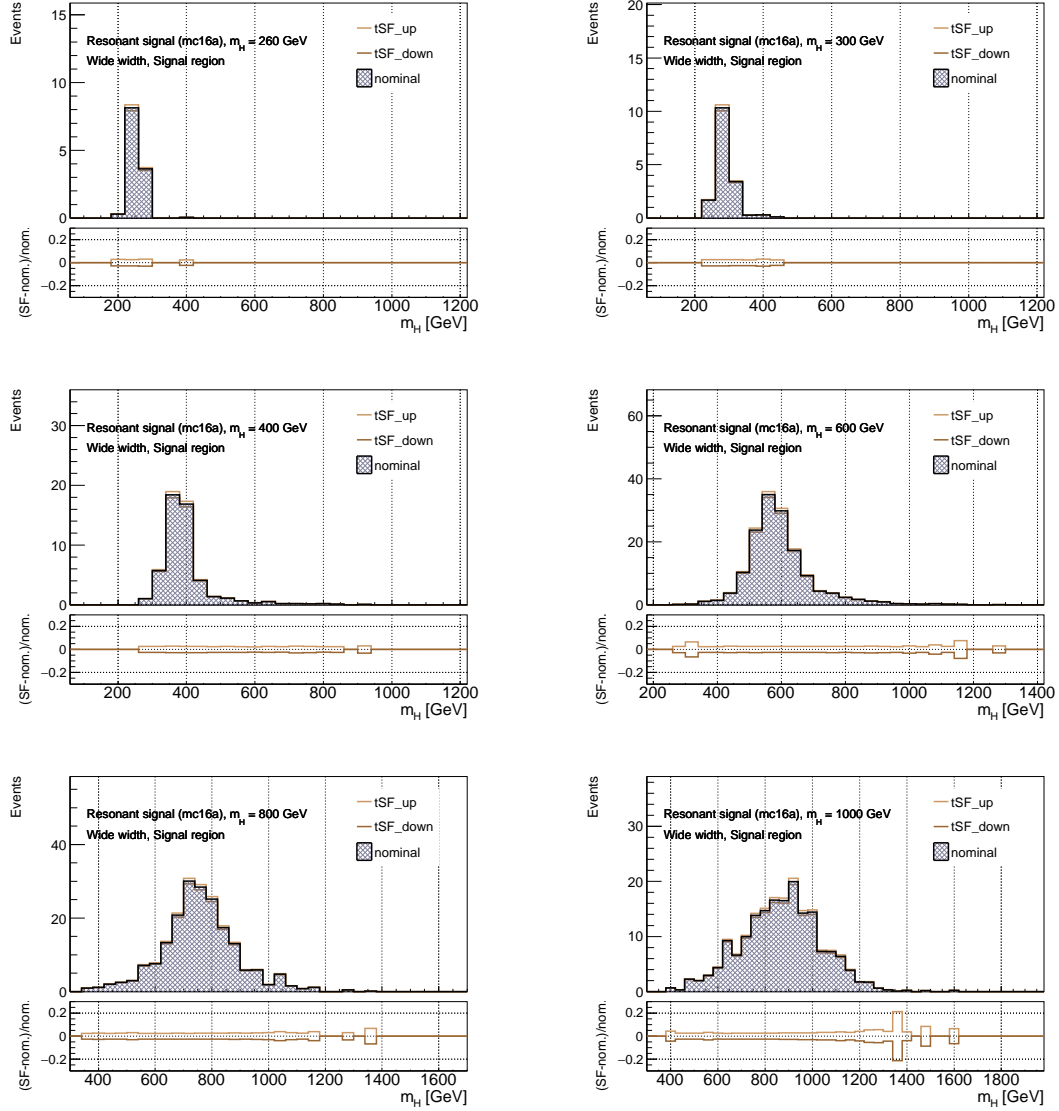 Events
15
10
5
0
Resonant signal (mc16a), m_H = 260 GeV
Wide width, Signal region
tSF_up
tSF_down
nominal
(SF-nom.)/nom.
0.2
0
−0.2
200 400 600 800 1000 1200
m_H [GeV]
Events
20
15
10
5
0
Resonant signal (mc16a), m_H = 300 GeV
Wide width, Signal region
tSF_up
tSF_down
nominal
(SF-nom.)/nom.
0.2
0
−0.2
200 400 600 800 1000 1200
m_H [GeV]
Events
30
20
10
0
Resonant signal (mc16a), m_H = 400 GeV
Wide width, Signal region
tSF_up
tSF_down
nominal
(SF-nom.)/nom.
0.2
0
−0.2
200 400 600 800 1000 1200
m_H [GeV]
Events
60
40
20
0
Resonant signal (mc16a), m_H = 600 GeV
Wide width, Signal region
tSF_up
tSF_down
nominal
(SF-nom.)/nom.
0.2
0
−0.2
200 400 600 800 1000 1200 1400
m_H [GeV]
Events
40
20
0
Resonant signal (mc16a), m_H = 800 GeV
Wide width, Signal region
tSF_up
tSF_down
nominal
(SF-nom.)/nom.
0.2
0
−0.2
400 600 800 1000 1200 1400 1600
m_H [GeV]
Events
30
20
10
0
Resonant signal (mc16a), m_H = 1000 GeV
Wide width, Signal region
tSF_up
tSF_down
nominal
(SF-nom.)/nom.
0.2
0
−0.2
400 600 800 1000 1200 1400 1600 1800
m_H [GeV]